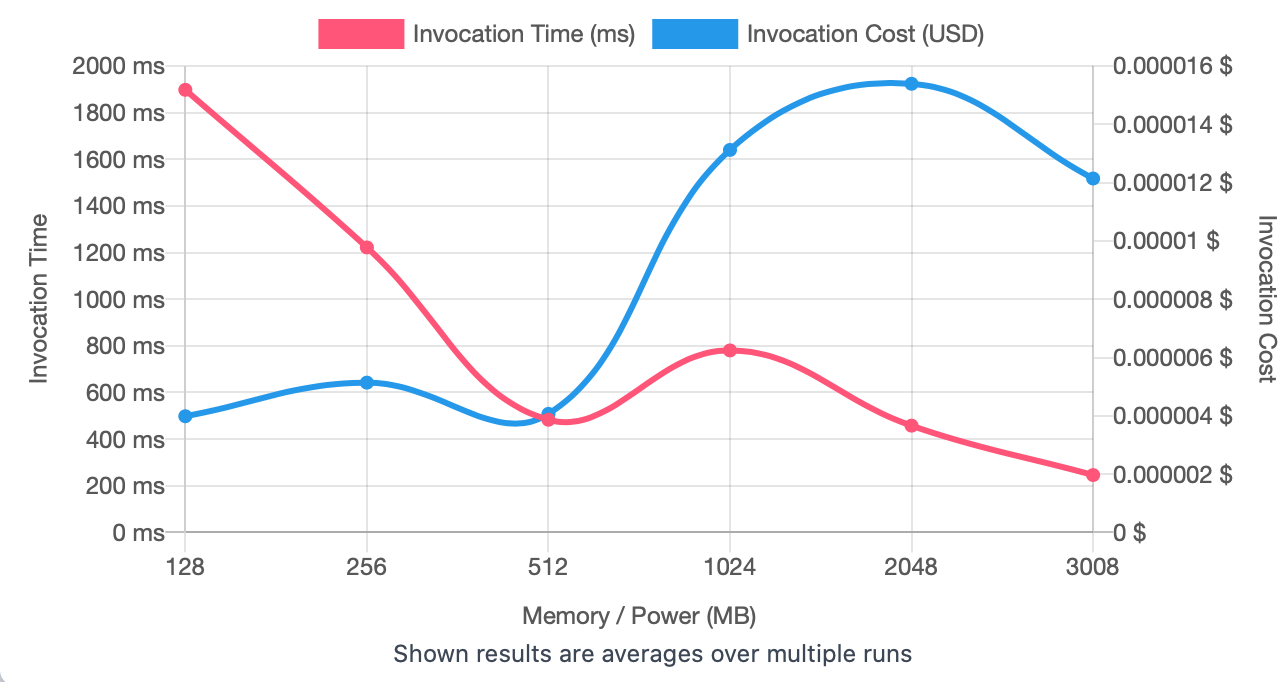 Invocation Time (ms) Invocation Cost (USD)
2000 ms
1800 ms
1600 ms
1400 ms
1200 ms
1000 ms
800 ms
600 ms
400 ms
200 ms
0 ms
Invocation Time
0.000016 $
0.000014 $
0.000012 $
0.00001 $
0.000008 $
0.000006 $
0.000004 $
0.000002 $
0 $
Invocation Cost
128 256 512 1024 2048 3008
Memory / Power (MB)
Shown results are averages over multiple runs